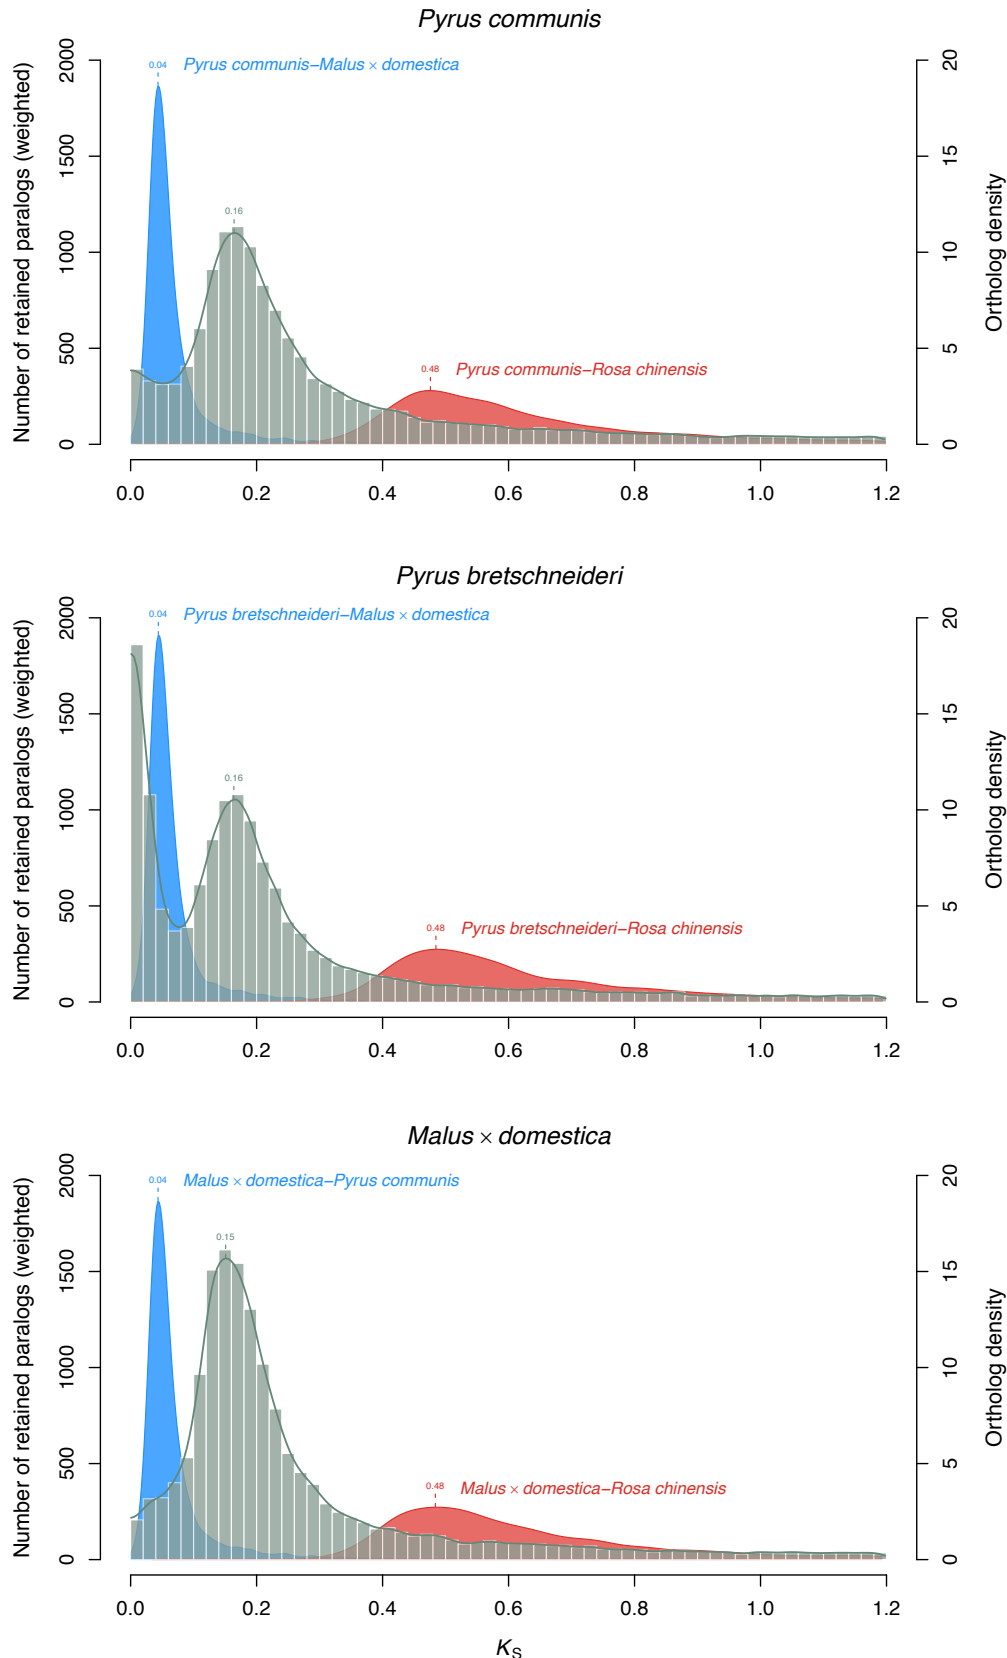 Pyrus communis
Number of retained paralogs (weighted)
0 500 1000 1500 2000
0.04
Pyrus communis–Malus × domestica
0.16
0.48
Pyrus communis–Rosa chinensis
0 5 10 15 20
Ortholog density
0.0 0.2 0.4 0.6 0.8 1.0 1.2
Pyrus bretschneideri
Number of retained paralogs (weighted)
0 500 1000 1500 2000
0.04
Pyrus bretschneideri–Malus × domestica
0.16
0.48
Pyrus bretschneideri–Rosa chinensis
0 5 10 15 20
Ortholog density
0.0 0.2 0.4 0.6 0.8 1.0 1.2
Malus × domestica
Number of retained paralogs (weighted)
0 500 1000 1500 2000
0.04
Malus × domestica–Pyrus communis
0.15
0.48
Malus × domestica–Rosa chinensis
0 5 10 15 20
Ortholog density
0.0 0.2 0.4 0.6 0.8 1.0 1.2
KS